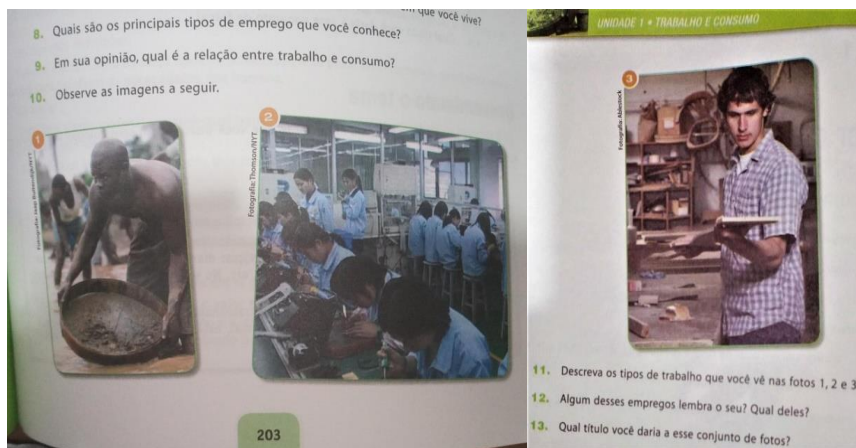 que você vive?
8. Quais são os principais tipos de emprego que você conhece?
9. Em sua opinião, qual é a relação entre trabalho e consumo?
10. Observe as imagens a seguir.
1
2
Fotografia: Thomson/NYT
203
UNIDADE 1 • TRABALHO E CONSUMO
3
Fotografia: Ablestock
11. Descreva os tipos de trabalho que você vê nas fotos 1, 2 e 3
12. Algum desses empregos lembra o seu? Qual deles?
13. Qual título você daria a esse conjunto de fotos?